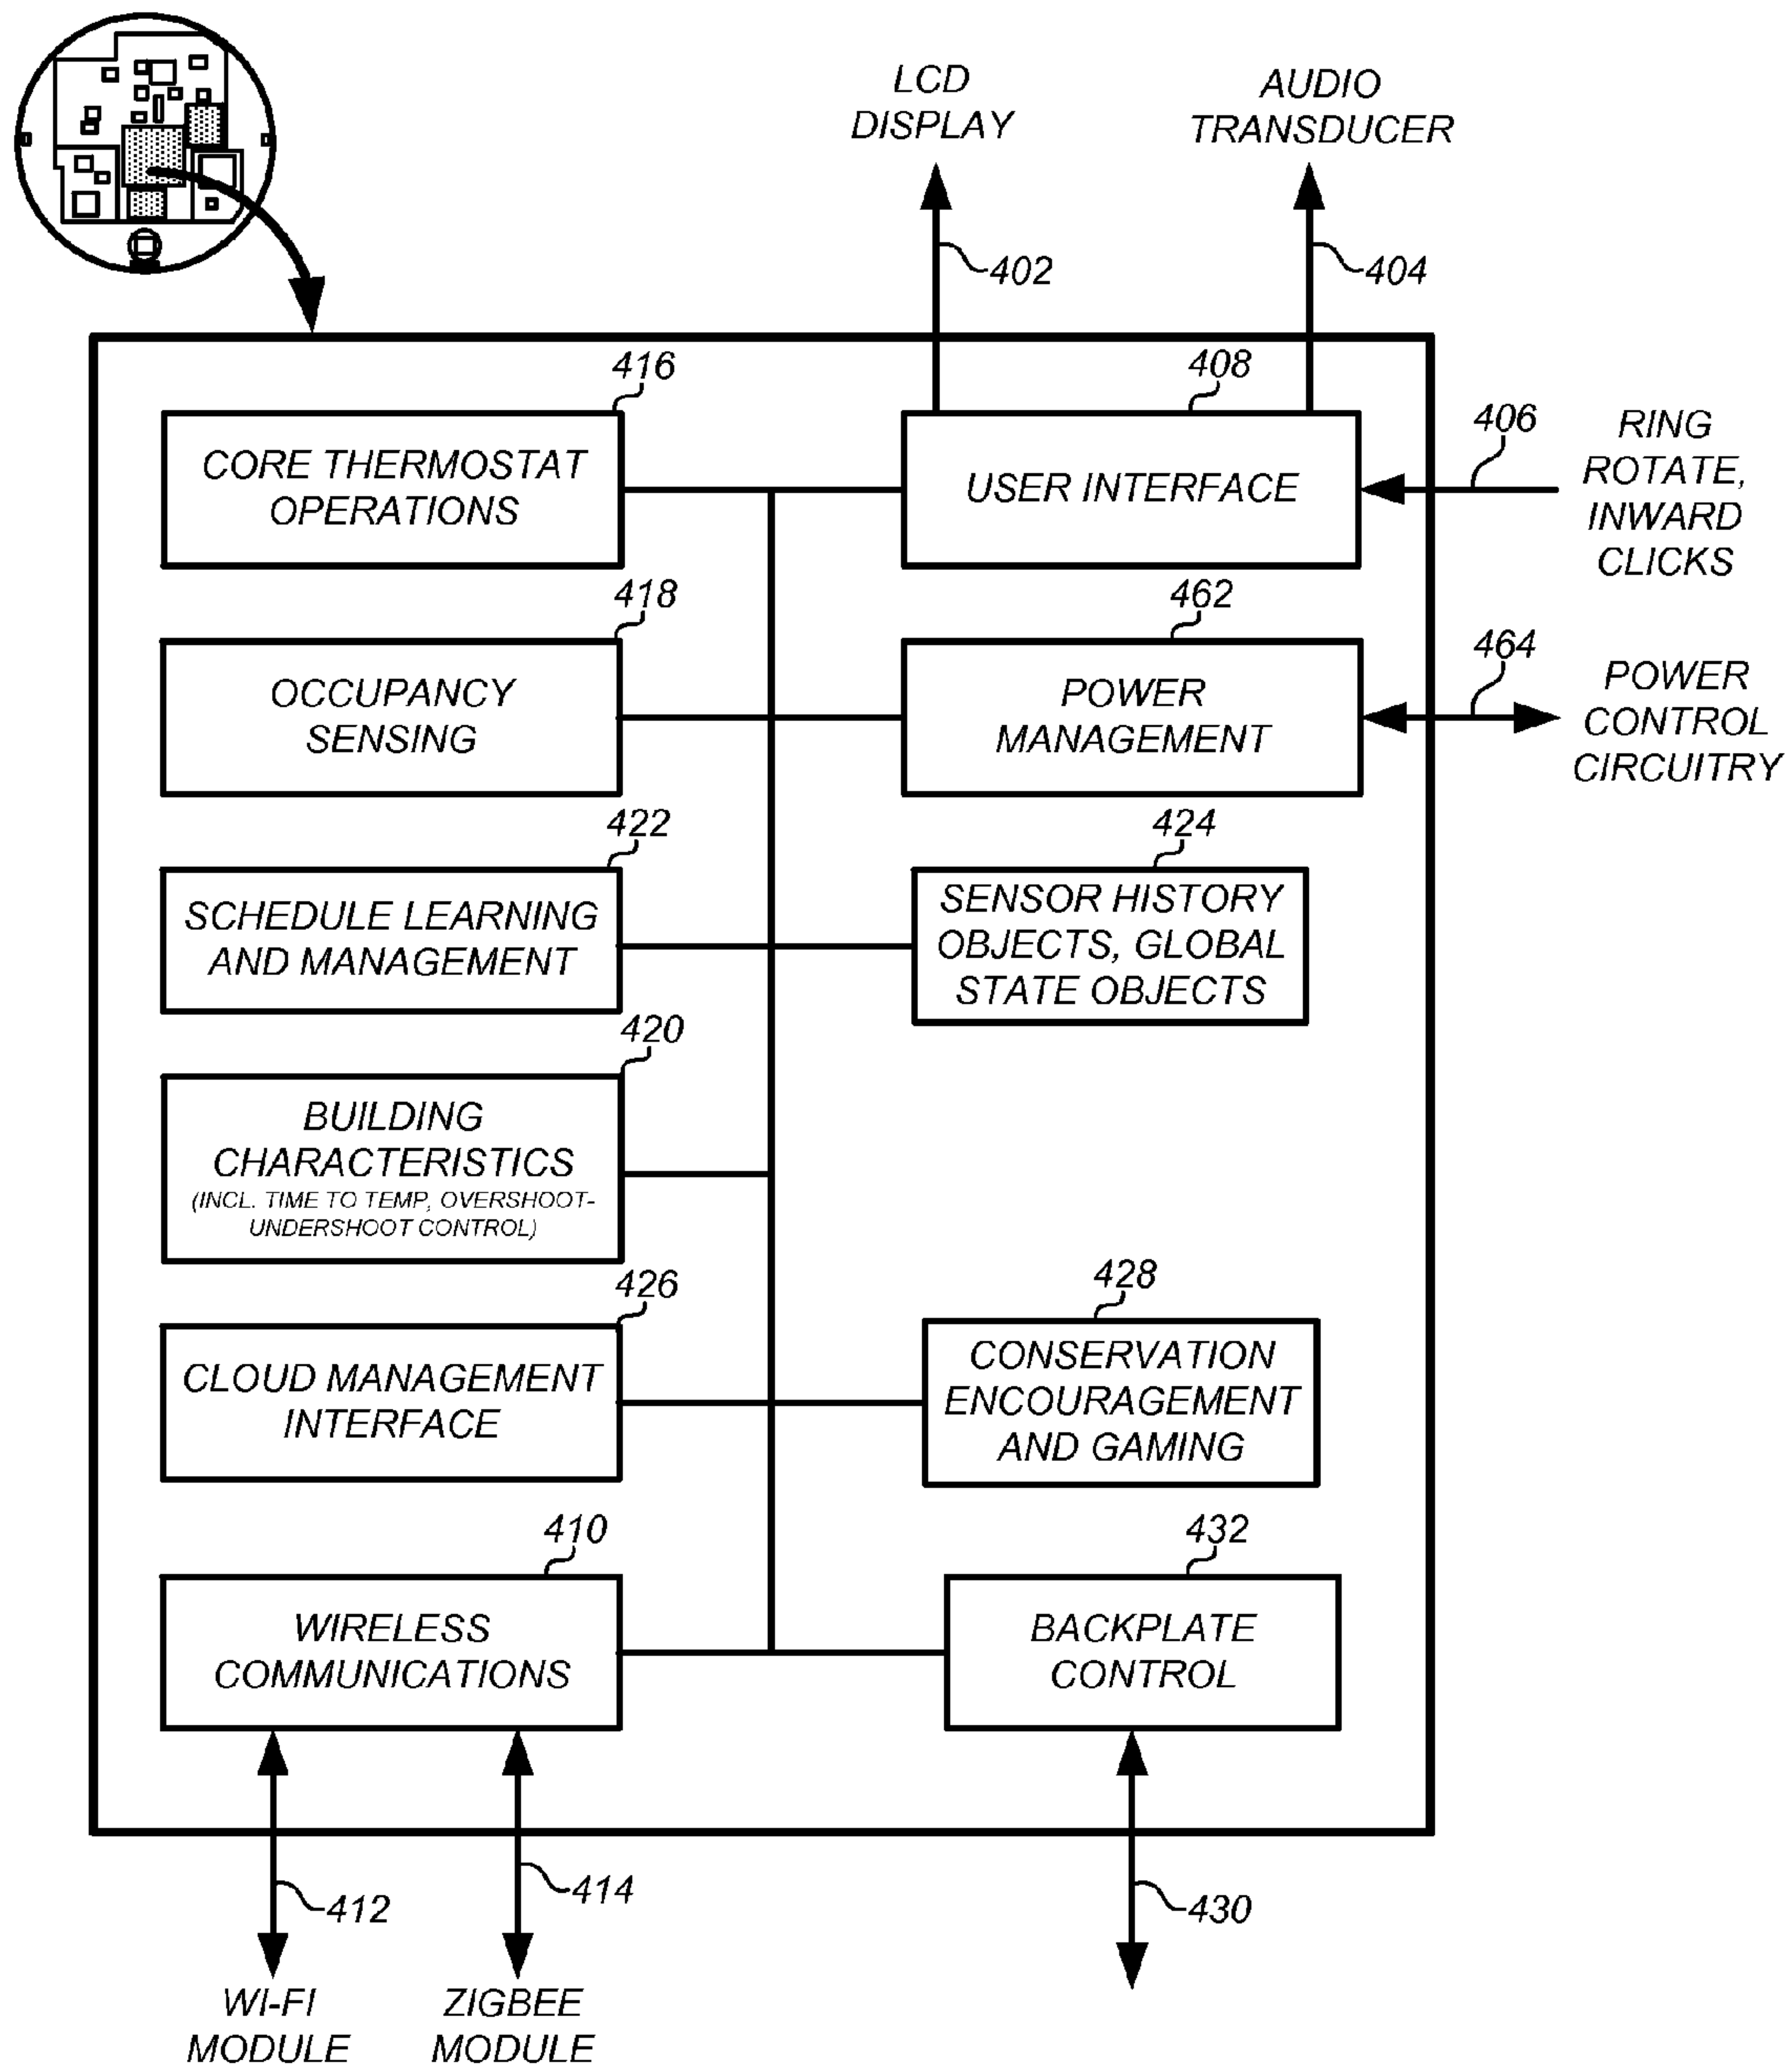 LCD
DISPLAY
AUDIO
TRANSDUCER
402
404
416
408
CORE THERMOSTAT
OPERATIONS
USER INTERFACE
406
RING
ROTATE,
INWARD
CLICKS
418
462
OCCUPANCY
SENSING
POWER
MANAGEMENT
464
POWER
CONTROL
CIRCUITRY
422
424
SCHEDULE LEARNING
AND MANAGEMENT
SENSOR HISTORY
OBJECTS, GLOBAL
STATE OBJECTS
420
BUILDING
CHARACTERISTICS
(INCL. TIME TO TEMP, OVERSHOOT-
UNDERSHOOT CONTROL)
426
428
CLOUD MANAGEMENT
INTERFACE
CONSERVATION
ENCOURAGEMENT
AND GAMING
410
432
WIRELESS
COMMUNICATIONS
BACKPLATE
CONTROL
412
414
430
WI-FI
MODULE
ZIGBEE
MODULE